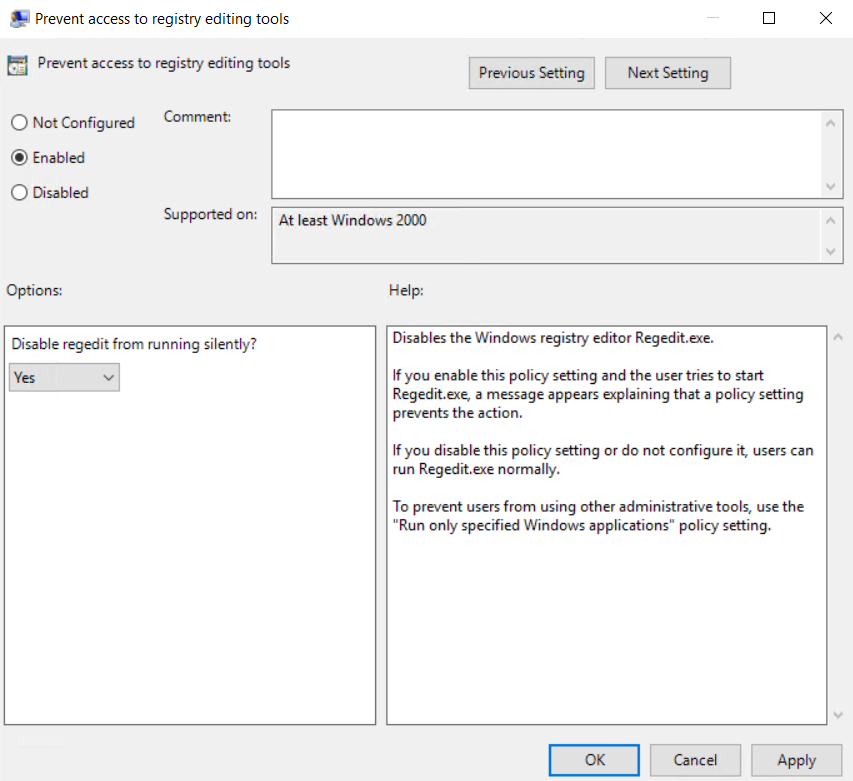 Prevent access to registry editing tools
Prevent access to registry editing tools
Previous Setting
Next Setting
Not Configured
Comment:
Enabled
Disabled
Supported on:
At least Windows 2000
Options:
Help:
Disable regedit from running silently?
Yes
Disables the Windows registry editor Regedit.exe.
If you enable this policy setting and the user tries to start
Regedit.exe, a message appears explaining that a policy setting
prevents the action.
If you disable this policy setting or do not configure it, users can
run Regedit.exe normally.
To prevent users from using other administrative tools, use the
"Run only specified Windows applications" policy setting.
OK
Cancel
Apply